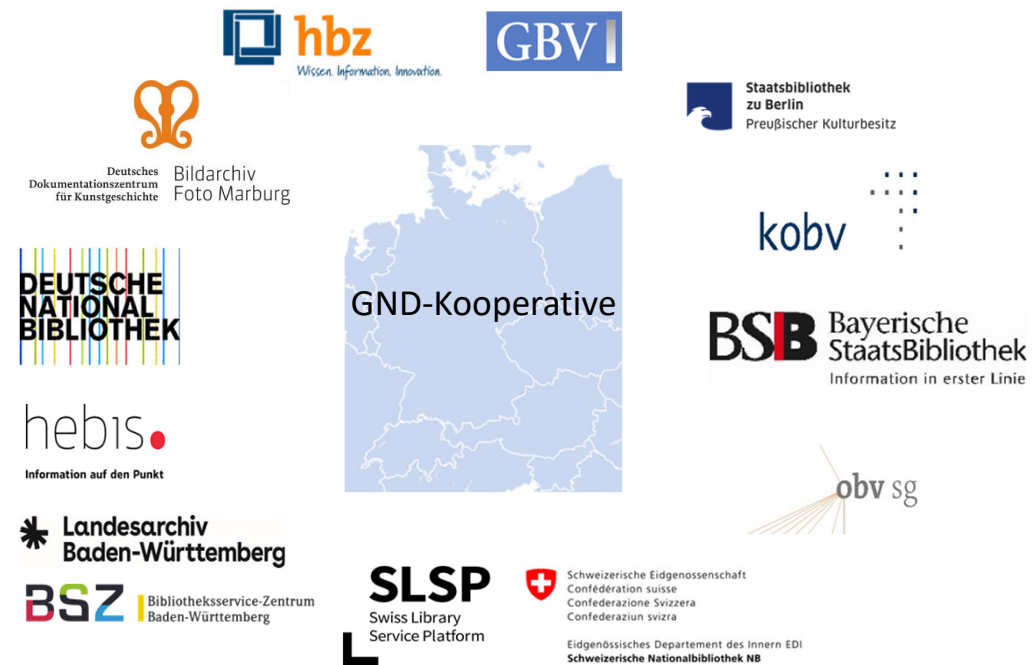 hbz
Wissen. Information. Innovation.
GBV
Staatsbibliothek
zu Berlin
Preußischer Kulturbesitz
Deutsches
Dokumentationszentrum
für Kunstgeschichte
Bildarchiv
Foto Marburg
kobv
DEUTSCHE
NATIONAL
BIBLIOTHEK
GND-Kooperative
BSB
Bayerische
StaatsBibliothek
Information in erster Linie
hebis.
Information auf den Punkt
obv sg
Landesarchiv
Baden-Württemberg
BSZ
Bibliotheksservice-Zentrum
Baden-Württemberg
SLSP
Swiss Library
Service Platform
Schweizerische Eidgenossenschaft
Confédération suisse
Confederazione Svizzera
Confederaziun svizra
Eidgenössisches Departement des Innern EDI
Schweizerische Nationalbibliothek NB